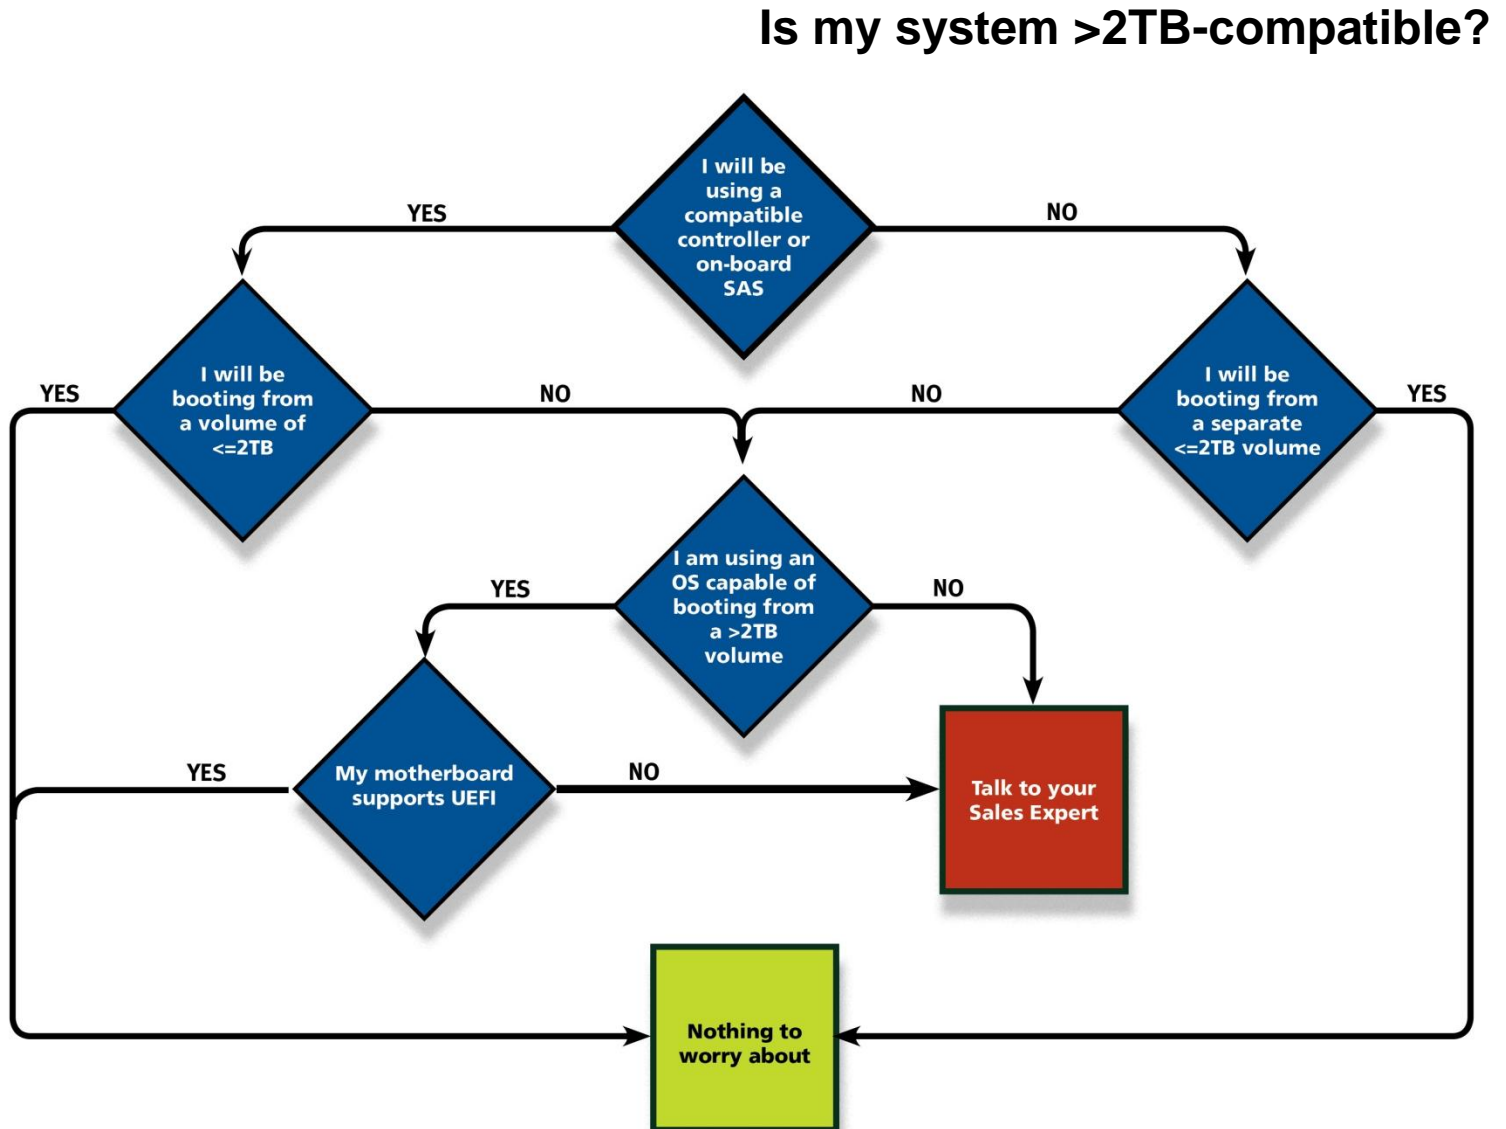 Is my system >2TB-compatible?
I will be
using a
compatible
controller or
on-board
SAS
YES
NO
I will be
booting from
a volume of
<=2TB
YES
NO
NO
I will be
booting from
a separate
<=2TB volume
YES
I am using an
OS capable of
booting from
a >2TB
volume
YES
NO
My motherboard
supports UEFI
YES
NO
Talk to your
Sales Expert
Nothing to
worry about